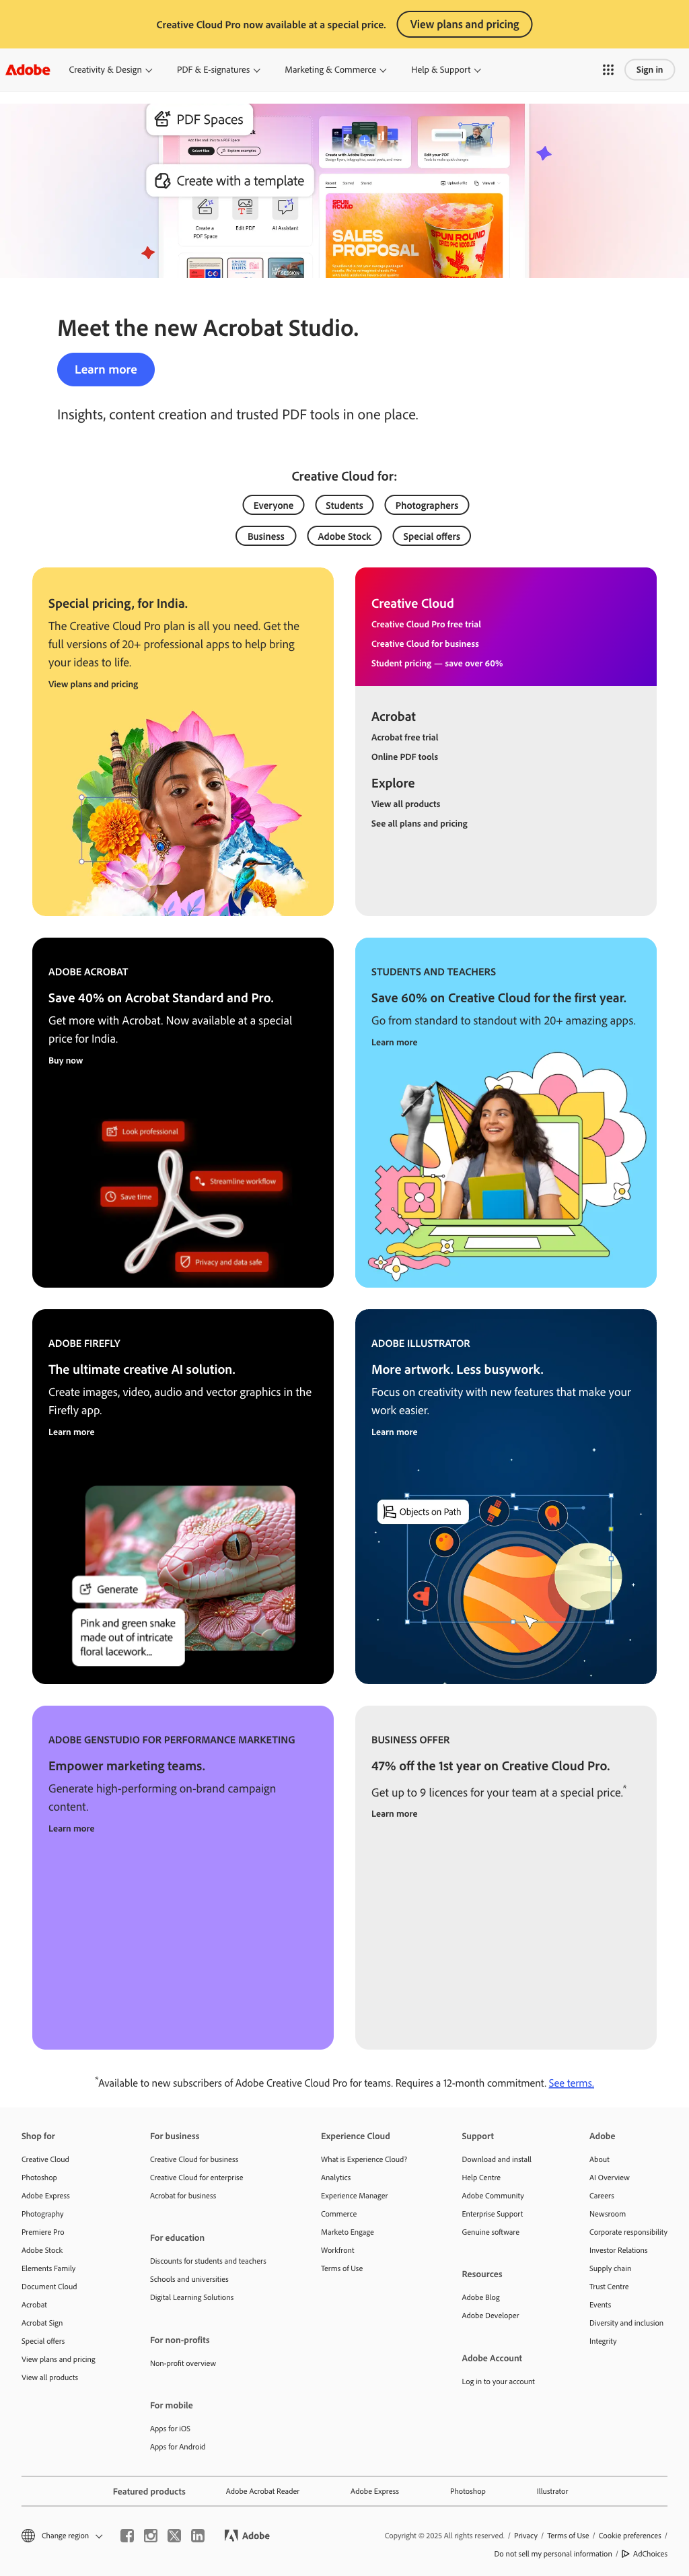 Creative Cloud Pro now available at a special price. View plans and pricing
Adobe Creativity & Design PDF & E-signatures Marketing & Commerce Help & Support Sign in
PDF Spaces
Select files Explore examples
Create with a template
Create with Adobe Express
Edit your PDF
Recent Starred Shared Upload a file View all
Create a PDF Space
Edit PDF
AI Assistant
SPUN ROUND
SALES PROPOSAL
Meet the new Acrobat Studio.
Learn more
Insights, content creation and trusted PDF tools in one place.
Creative Cloud for:
Everyone Students Photographers
Business Adobe Stock Special offers
Special pricing, for India.
The Creative Cloud Pro plan is all you need. Get the
full versions of 20+ professional apps to help bring
your ideas to life.
View plans and pricing
Creative Cloud
Creative Cloud Pro free trial
Creative Cloud for business
Student pricing — save over 60%
Acrobat
Acrobat free trial
Online PDF tools
Explore
View all products
See all plans and pricing
ADOBE ACROBAT
Save 40% on Acrobat Standard and Pro.
Get more with Acrobat. Now available at a special
price for India.
Buy now
Look professional
Streamline workflow
Save time
Privacy and data safe
STUDENTS AND TEACHERS
Save 60% on Creative Cloud for the first year.
Go from standard to standout with 20+ amazing apps.
Learn more
ADOBE FIREFLY
The ultimate creative AI solution.
Create images, video, audio and vector graphics in the
Firefly app.
Learn more
Generate
Pink and green snake
made out of intricate
floral lacework...
ADOBE ILLUSTRATOR
More artwork. Less busywork.
Focus on creativity with new features that make your
work easier.
Learn more
Objects on Path
ADOBE GENSTUDIO FOR PERFORMANCE MARKETING
Empower marketing teams.
Generate high-performing on-brand campaign
content.
Learn more
BUSINESS OFFER
47% off the 1st year on Creative Cloud Pro.
Get up to 9 licences for your team at a special price.*
Learn more
*Available to new subscribers of Adobe Creative Cloud Pro for teams. Requires a 12-month commitment. See terms.
Shop for
Creative Cloud
Photoshop
Adobe Express
Photography
Premiere Pro
Adobe Stock
Elements Family
Document Cloud
Acrobat
Acrobat Sign
Special offers
View plans and pricing
View all products
For business
Creative Cloud for business
Creative Cloud for enterprise
Acrobat for business
For education
Discounts for students and teachers
Schools and universities
Digital Learning Solutions
For non-profits
Non-profit overview
For mobile
Apps for iOS
Apps for Android
Experience Cloud
What is Experience Cloud?
Analytics
Experience Manager
Commerce
Marketo Engage
Workfront
Terms of Use
Support
Download and install
Help Centre
Adobe Community
Enterprise Support
Genuine software
Resources
Adobe Blog
Adobe Developer
Adobe Account
Log in to your account
Adobe
About
AI Overview
Careers
Newsroom
Corporate responsibility
Investor Relations
Supply chain
Trust Centre
Events
Diversity and inclusion
Integrity
Featured products Adobe Acrobat Reader Adobe Express Photoshop Illustrator
Change region Adobe Copyright © 2025 All rights reserved. / Privacy / Terms of Use / Cookie preferences /
Do not sell my personal information / AdChoices